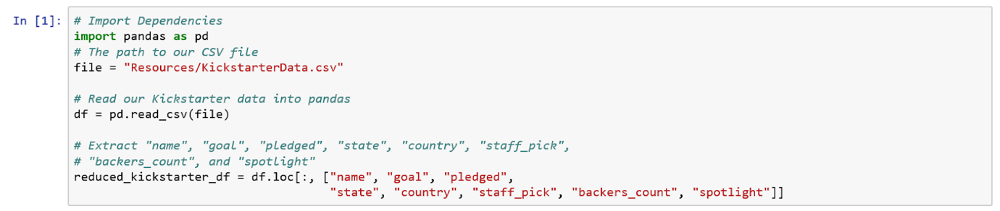 In [1]: # Import Dependencies
import pandas as pd
# The path to our CSV file
file = "Resources/KickstarterData.csv"
# Read our Kickstarter data into pandas
df = pd.read_csv(file)
# Extract "name", "goal", "pledged", "state", "country", "staff_pick",
# "backers_count", and "spotlight"
reduced_kickstarter_df = df.loc[:, ["name", "goal", "pledged",
"state", "country", "staff_pick", "backers_count", "spotlight"]]